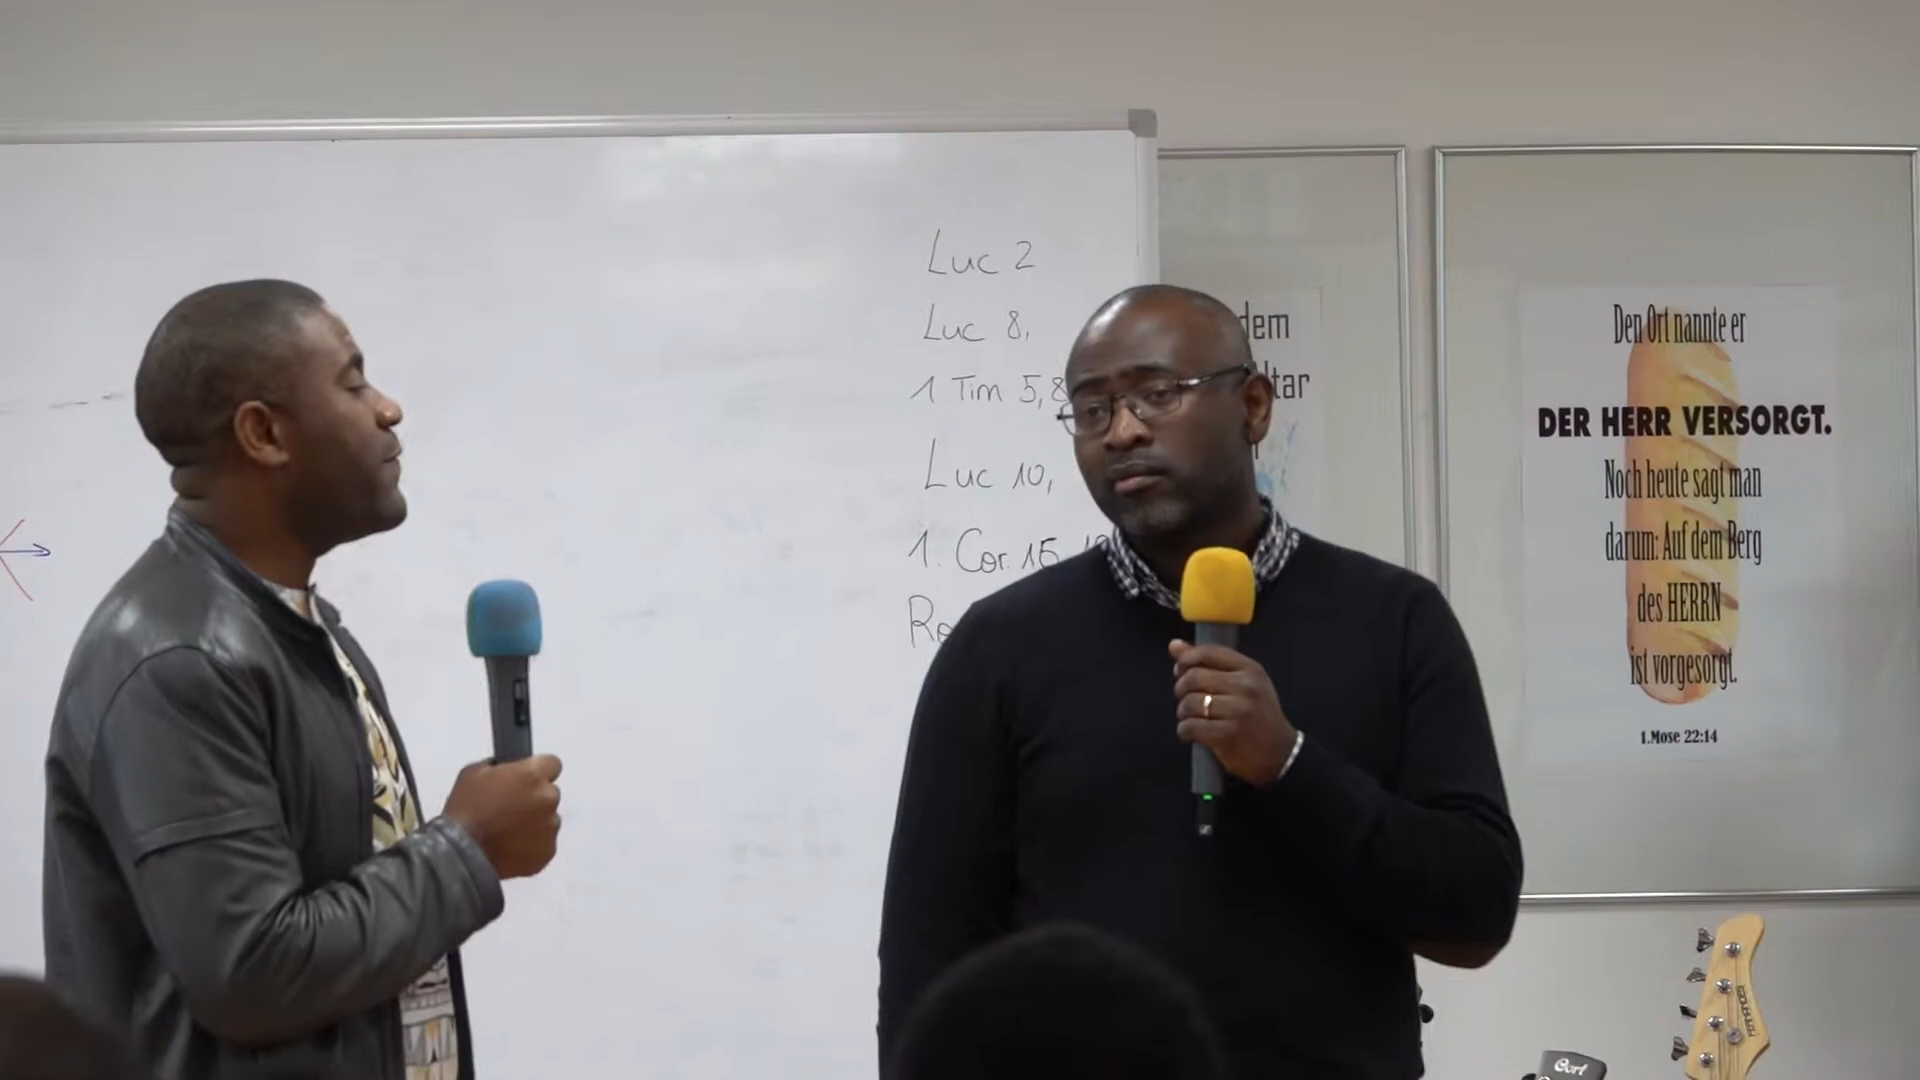 Luc 2
Luc 8,
1. Tim 5,8
Luc 10,
1. Cor. 15
dem
ltar
Den Ort nannte er
DER HERR VERSORGT.
Noch heute sagt man
darum: Auf dem Berg
des HERRN
ist vorgesorgt.
1.Mose 22:14
Cort